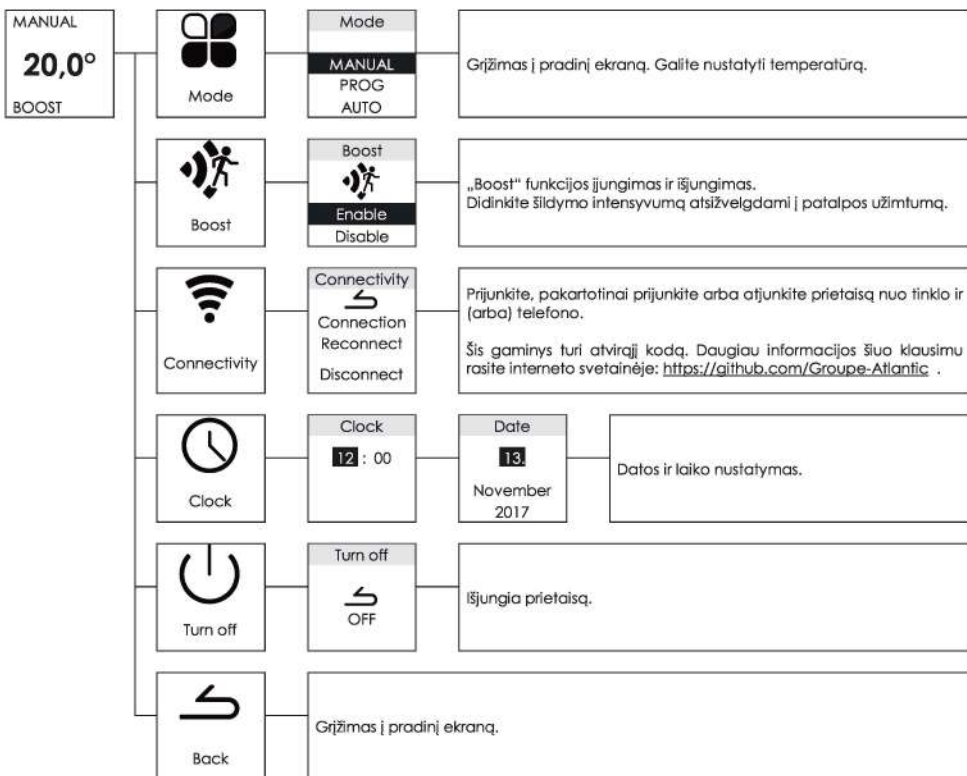 MANUAL
20,0°
BOOST
Mode
Mode
MANUAL
PROG
AUTO
Grįžimas į pradinį ekraną. Galite nustatyti temperatūrą.
Boost
Boost
Enable
Disable
„Boost“ funkcijos įjungimas ir išjungimas.
Didinkite šildymo intensyvumą atsižvelgdami į patalpos užimtumą.
Connectivity
Connectivity
Connection
Reconnect
Disconnect
Prijunkite, pakartotinai prijunkite arba atjunkite prietaisą nuo tinklo ir
(arba) telefono.
Šis gaminys turi atvirąjį kodą. Daugiau informacijos šiuo klausimu
rasite interneto svetainėje: https://github.com/Groupe-Atlantic .
Clock
Clock
12 : 00
Date
13.
November
2017
Datos ir laiko nustatymas.
Turn off
Turn off
OFF
Išjungia prietaisą.
Back
Grįžimas į pradinį ekraną.